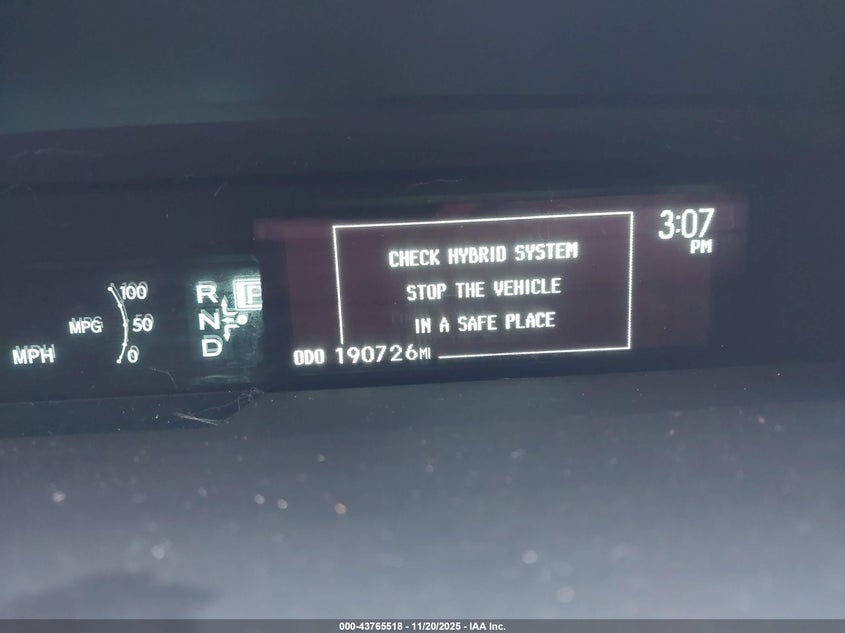 3:07
PM
CHECK HYBRID SYSTEM
STOP THE VEHICLE
IN A SAFE PLACE
ODO 190726MI
100
MPG 50
0
MPH
R P
N
D
000-43765518 - 11/20/2025 - IAA Inc.